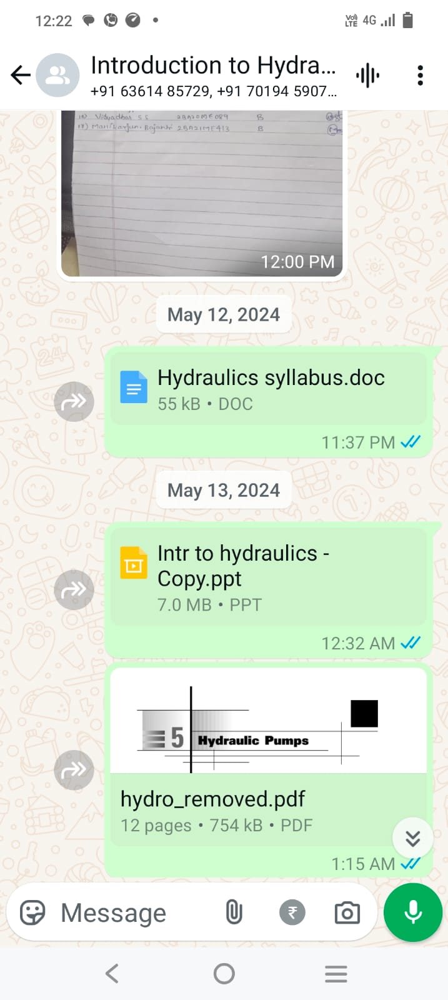 12:22
Vo)) LTE 4G
Introduction to Hydra...
+91 63614 85729, +91 70194 5907...
16) Vidyadhar S S 2BA20ME089 B
17) Manikarjun. Bajantri 2BA21ME413 B
12:00 PM
May 12, 2024
Hydraulics syllabus.doc
55 kB • DOC
11:37 PM
May 13, 2024
Intr to hydraulics -
Copy.ppt
7.0 MB • PPT
12:32 AM
5 Hydraulic Pumps
hydro_removed.pdf
12 pages • 754 kB • PDF
1:15 AM
Message